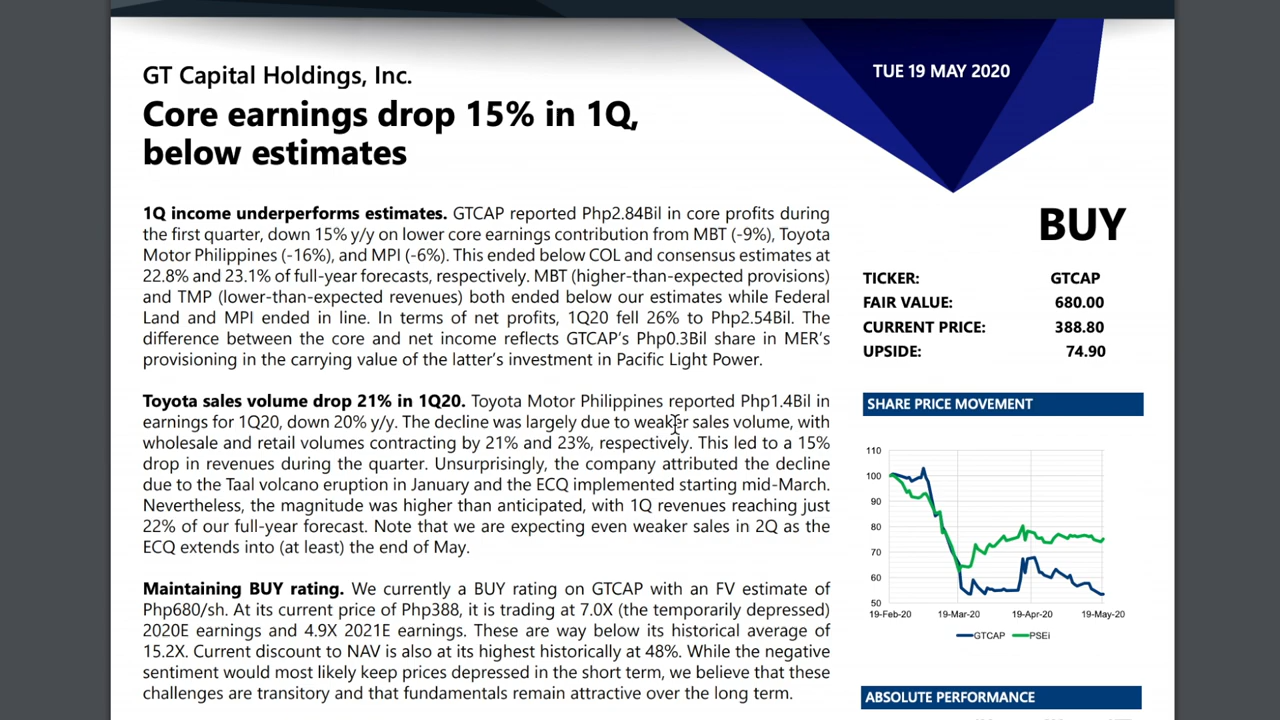 TUE 19 MAY 2020
GT Capital Holdings, Inc.
Core earnings drop 15% in 1Q,
below estimates
1Q income underperforms estimates. GTCAP reported Php2.84Bil in core profits during
the first quarter, down 15% y/y on lower core earnings contribution from MBT (-9%), Toyota
Motor Philippines (-16%), and MPI (-6%). This ended below COL and consensus estimates at
22.8% and 23.1% of full-year forecasts, respectively. MBT (higher-than-expected provisions)
and TMP (lower-than-expected revenues) both ended below our estimates while Federal
Land and MPI ended in line. In terms of net profits, 1Q20 fell 26% to Php2.54Bil. The
difference between the core and net income reflects GTCAP's Php0.3Bil share in MER's
provisioning in the carrying value of the latter's investment in Pacific Light Power.
Toyota sales volume drop 21% in 1Q20. Toyota Motor Philippines reported Php1.4Bil in
earnings for 1Q20, down 20% y/y. The decline was largely due to weaker sales volume, with
wholesale and retail volumes contracting by 21% and 23%, respectively. This led to a 15%
drop in revenues during the quarter. Unsurprisingly, the company attributed the decline
due to the Taal volcano eruption in January and the ECQ implemented starting mid-March.
Nevertheless, the magnitude was higher than anticipated, with 1Q revenues reaching just
22% of our full-year forecast. Note that we are expecting even weaker sales in 2Q as the
ECQ extends into (at least) the end of May.
Maintaining BUY rating. We currently a BUY rating on GTCAP with an FV estimate of
Php680/sh. At its current price of Php388, it is trading at 7.0X (the temporarily depressed)
2020E earnings and 4.9X 2021E earnings. These are way below its historical average of
15.2X. Current discount to NAV is also at its highest historically at 48%. While the negative
sentiment would most likely keep prices depressed in the short term, we believe that these
challenges are transitory and that fundamentals remain attractive over the long term.
BUY
TICKER: GTCAP
FAIR VALUE: 680.00
CURRENT PRICE: 388.80
UPSIDE: 74.90
SHARE PRICE MOVEMENT
110
100
90
80
70
60
50
19-Feb-20 19-Mar-20 19-Apr-20 19-May-20
GTCAP PSEi
ABSOLUTE PERFORMANCE